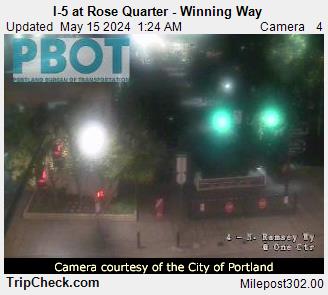 I-5 at Rose Quarter - Winning Way
Updated May 15 2024 1:24 AM Camera 4
PBOT
PORTLAND BUREAU OF TRANSPORTATION
4 - N. Ramsey Wy
@ One Ctr
Camera courtesy of the City of Portland
TripCheck.com Milepost302.00